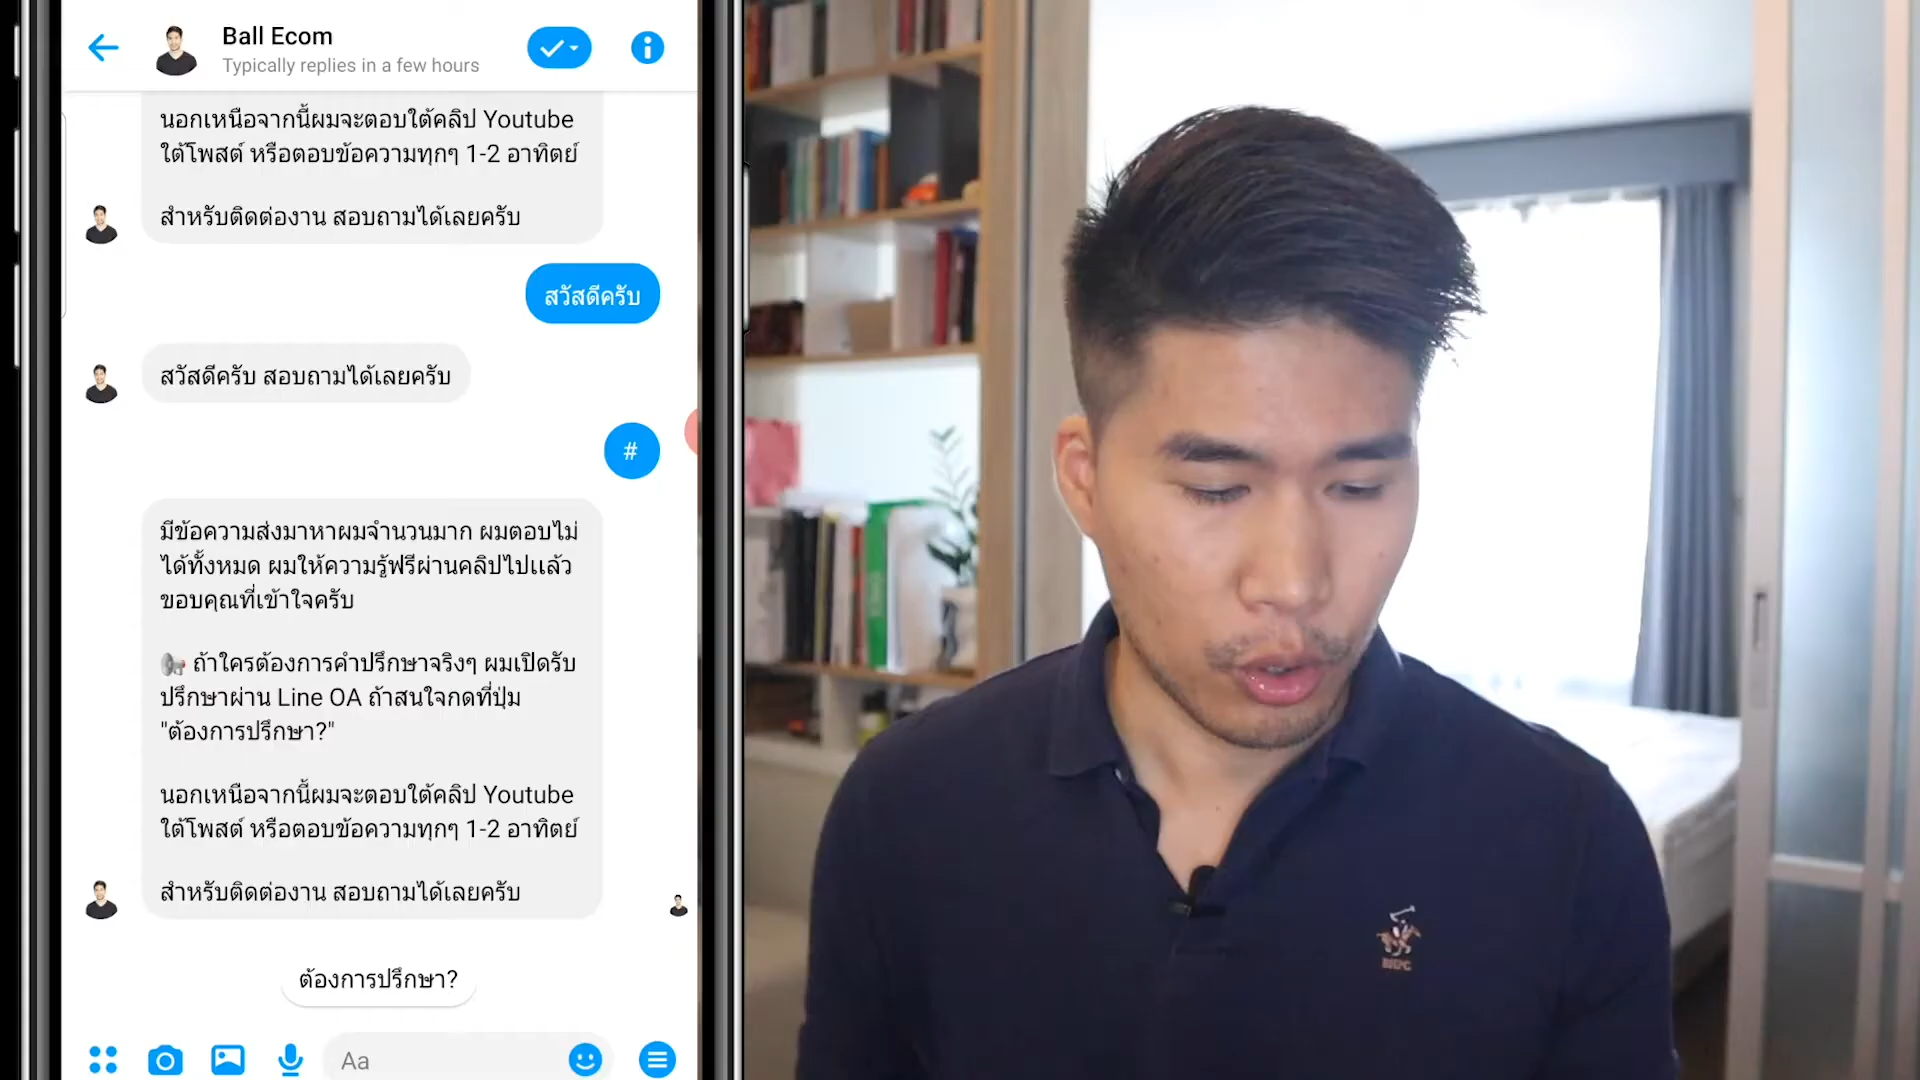 Ball Ecom
Typically replies in a few hours
นอกเหนือจากนี้ผมจะตอบใต้คลิป Youtube
ใต้โพสต์ หรือตอบข้อความทุกๆ 1-2 อาทิตย์
สำหรับติดต่องาน สอบถามได้เลยครับ
สวัสดีครับ
สวัสดีครับ สอบถามได้เลยครับ
#
มีข้อความส่งมาหาผมจำนวนมาก ผมตอบไม่
ได้ทั้งหมด ผมให้ความรู้ฟรีผ่านคลิปไปแล้ว
ขอบคุณที่เข้าใจครับ
ถ้าใครต้องการคำปรึกษาจริงๆ ผมเปิดรับ
ปรึกษาผ่าน Line OA ถ้าสนใจกดที่ปุ่ม
"ต้องการปรึกษา?"
นอกเหนือจากนี้ผมจะตอบใต้คลิป Youtube
ใต้โพสต์ หรือตอบข้อความทุกๆ 1-2 อาทิตย์
สำหรับติดต่องาน สอบถามได้เลยครับ
ต้องการปรึกษา?
Aa